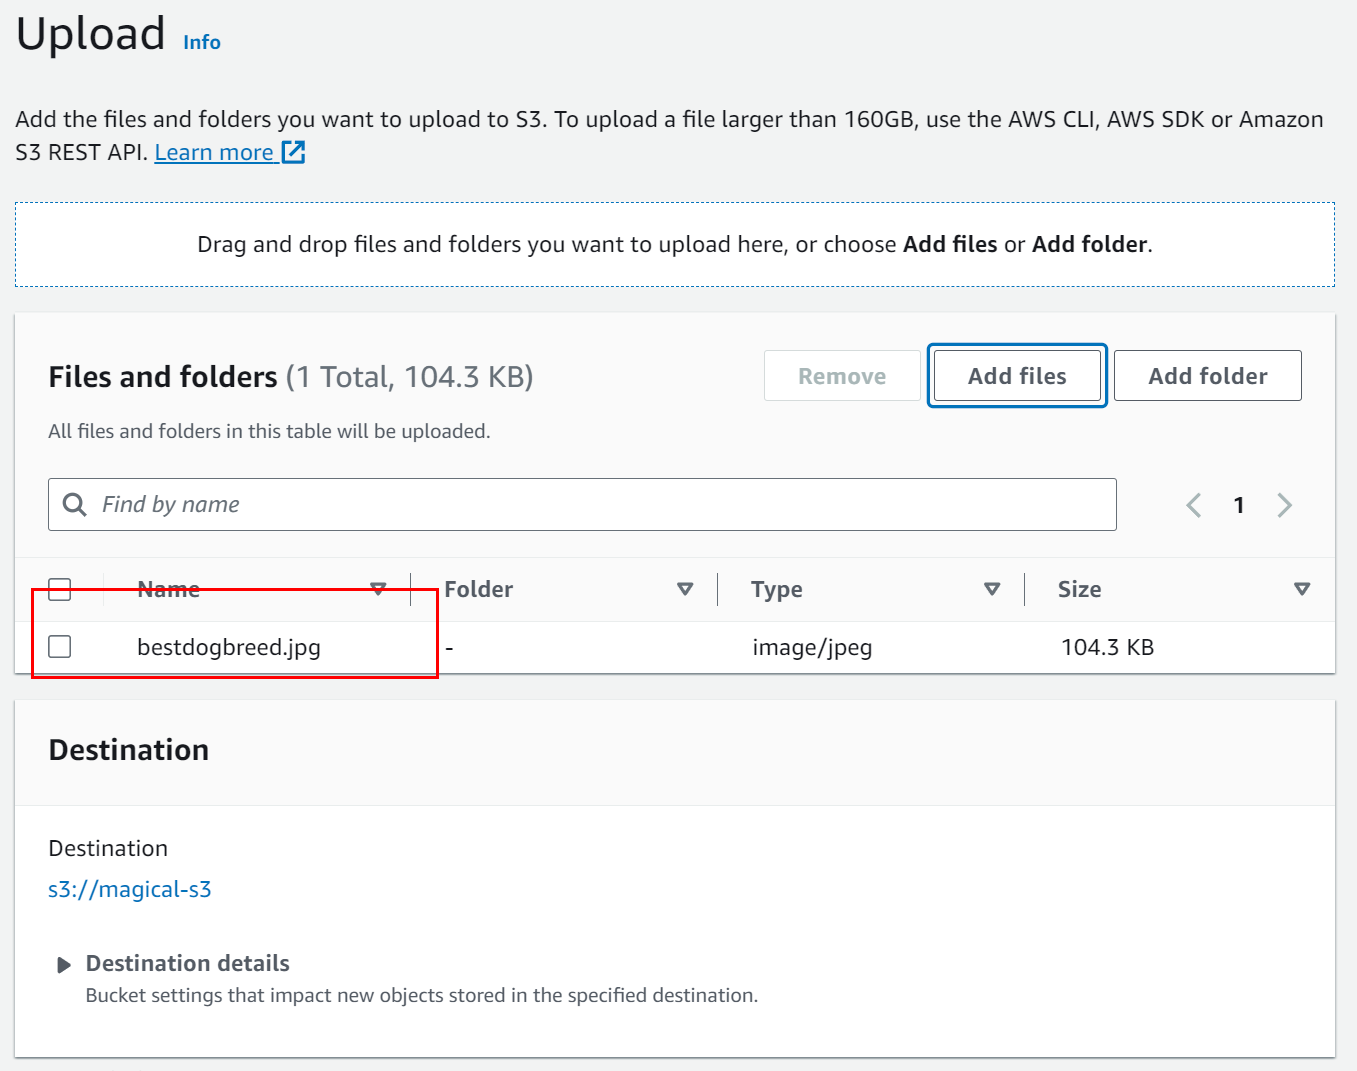 Upload Info
Add the files and folders you want to upload to S3. To upload a file larger than 160GB, use the AWS CLI, AWS SDK or Amazon
S3 REST API. Learn more
Drag and drop files and folders you want to upload here, or choose Add files or Add folder.
Files and folders (1 Total, 104.3 KB) Remove Add files Add folder
All files and folders in this table will be uploaded.
Find by name 1
Name Folder Type Size
bestdogbreed.jpg - image/jpeg 104.3 KB
Destination
Destination
s3://magical-s3
Destination details
Bucket settings that impact new objects stored in the specified destination.